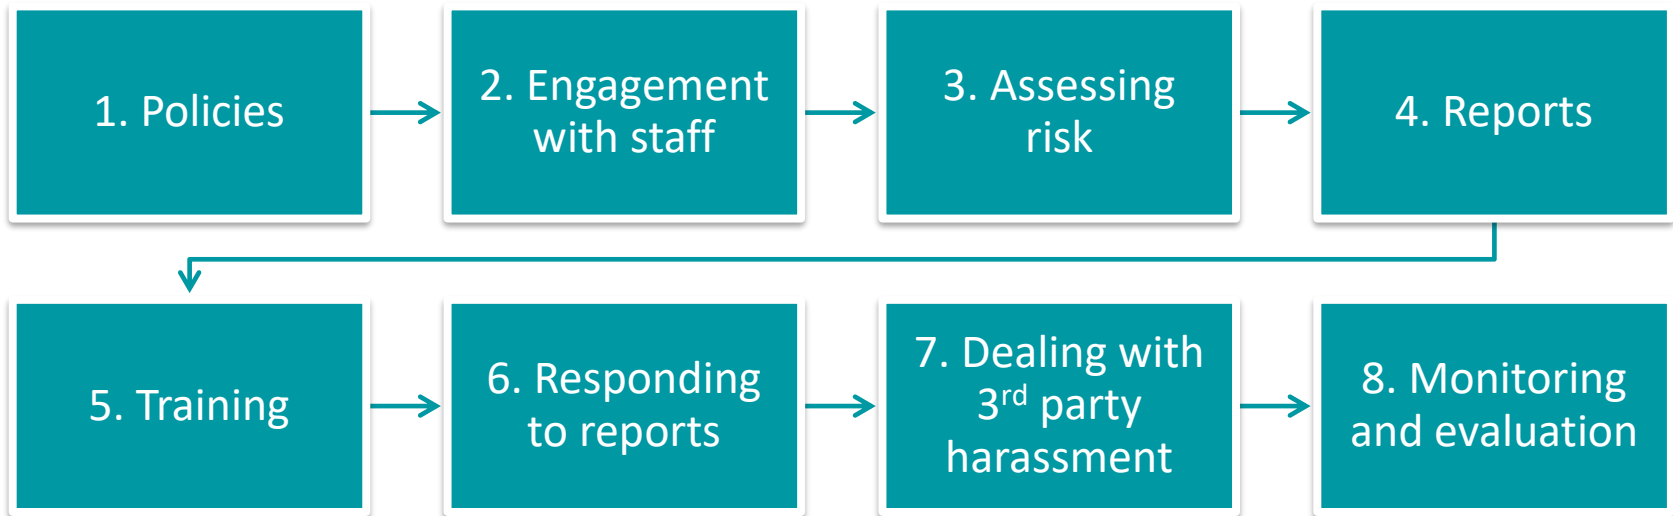 1. Policies
2. Engagement
with staff
3. Assessing
risk
4. Reports
5. Training
6. Responding
to reports
7. Dealing with
3rd party
harassment
8. Monitoring
and evaluation